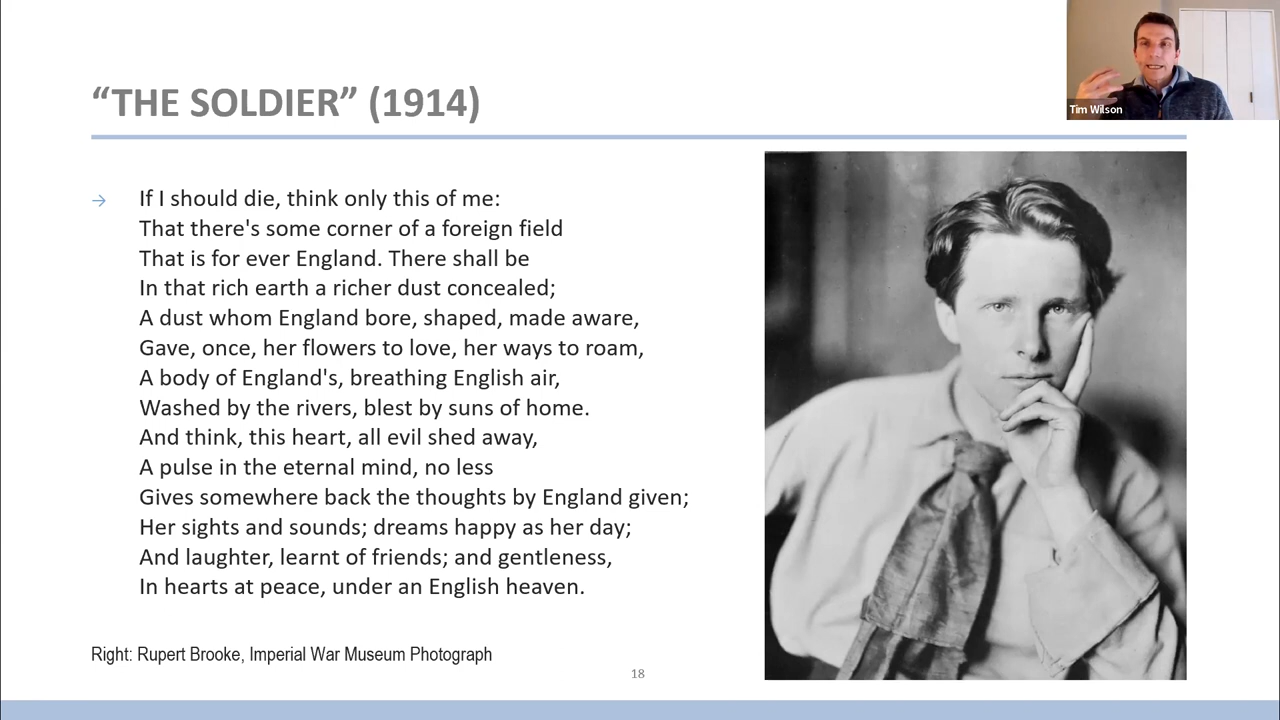 “THE SOLDIER” (1914)
Tim Wilson
→ If I should die, think only this of me:
That there's some corner of a foreign field
That is for ever England. There shall be
In that rich earth a richer dust concealed;
A dust whom England bore, shaped, made aware,
Gave, once, her flowers to love, her ways to roam,
A body of England's, breathing English air,
Washed by the rivers, blest by suns of home.
And think, this heart, all evil shed away,
A pulse in the eternal mind, no less
Gives somewhere back the thoughts by England given;
Her sights and sounds; dreams happy as her day;
And laughter, learnt of friends; and gentleness,
In hearts at peace, under an English heaven.
Right: Rupert Brooke, Imperial War Museum Photograph
18